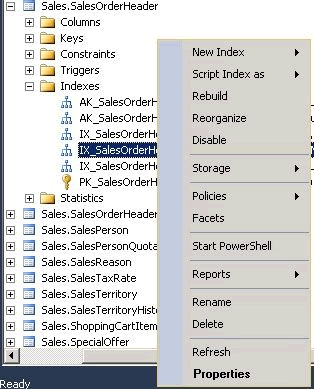 Sales.SalesOrderHeader
Columns
Keys
Constraints
Triggers
Indexes
AK_SalesOrderH
AK_SalesOrderH
IX_SalesOrderHe
IX_SalesOrderHe
IX_SalesOrderHe
PK_SalesOrderH
Statistics
Sales.SalesOrderHeader
Sales.SalesPerson
Sales.SalesPersonQuota
Sales.SalesReason
Sales.SalesTaxRate
Sales.SalesTerritory
Sales.SalesTerritoryHist
Sales.ShoppingCartItem
Sales.SpecialOffer
Ready
New Index
Script Index as
Rebuild
Reorganize
Disable
Storage
Policies
Facets
Start PowerShell
Reports
Rename
Delete
Refresh
Properties